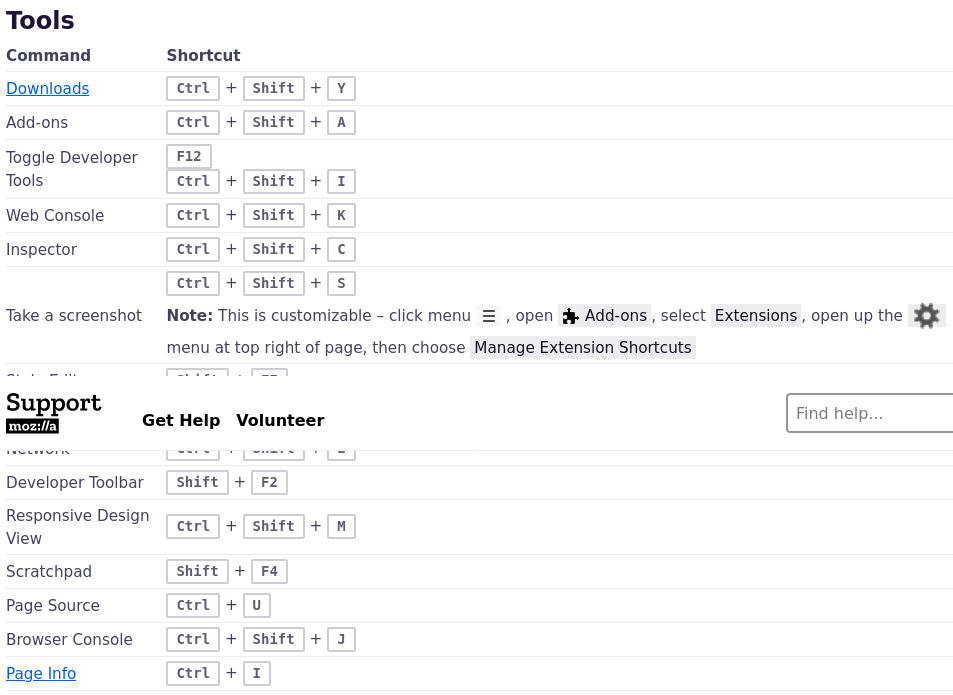 Tools
Command Shortcut
Downloads Ctrl + Shift + Y
Add-ons Ctrl + Shift + A
Toggle Developer Tools F12
Ctrl + Shift + I
Web Console Ctrl + Shift + K
Inspector Ctrl + Shift + C
Ctrl + Shift + S
Take a screenshot Note: This is customizable – click menu ☰ , open Add-ons, select Extensions, open up the
menu at top right of page, then choose Manage Extension Shortcuts
Support Get Help Volunteer Find help...
moz://a
Network
Developer Toolbar Shift + F2
Responsive Design View Ctrl + Shift + M
Scratchpad Shift + F4
Page Source Ctrl + U
Browser Console Ctrl + Shift + J
Page Info Ctrl + I